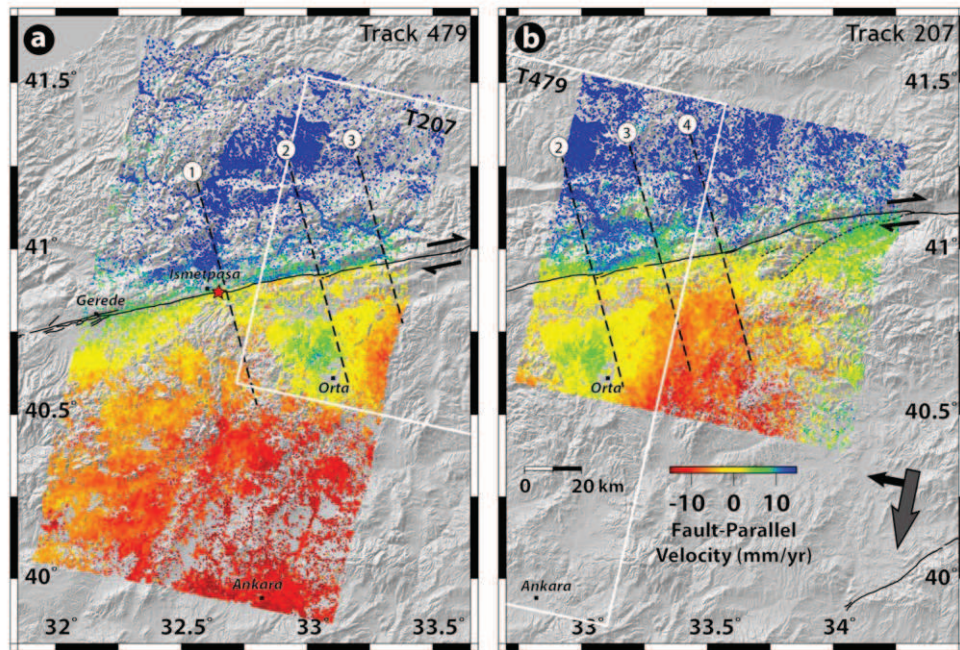 a
Track 479
b
Track 207
41.5°
T207
1
2
3
41°
Ismetpaşa
Gerede
Orta
40.5°
40°
Ankara
32°
32.5°
33°
33.5°
T479
2
3
4
41.5°
41°
Orta
40.5°
0
20 km
-10
0
10
Fault-Parallel
Velocity (mm/yr)
40°
Ankara
33°
33.5°
34°